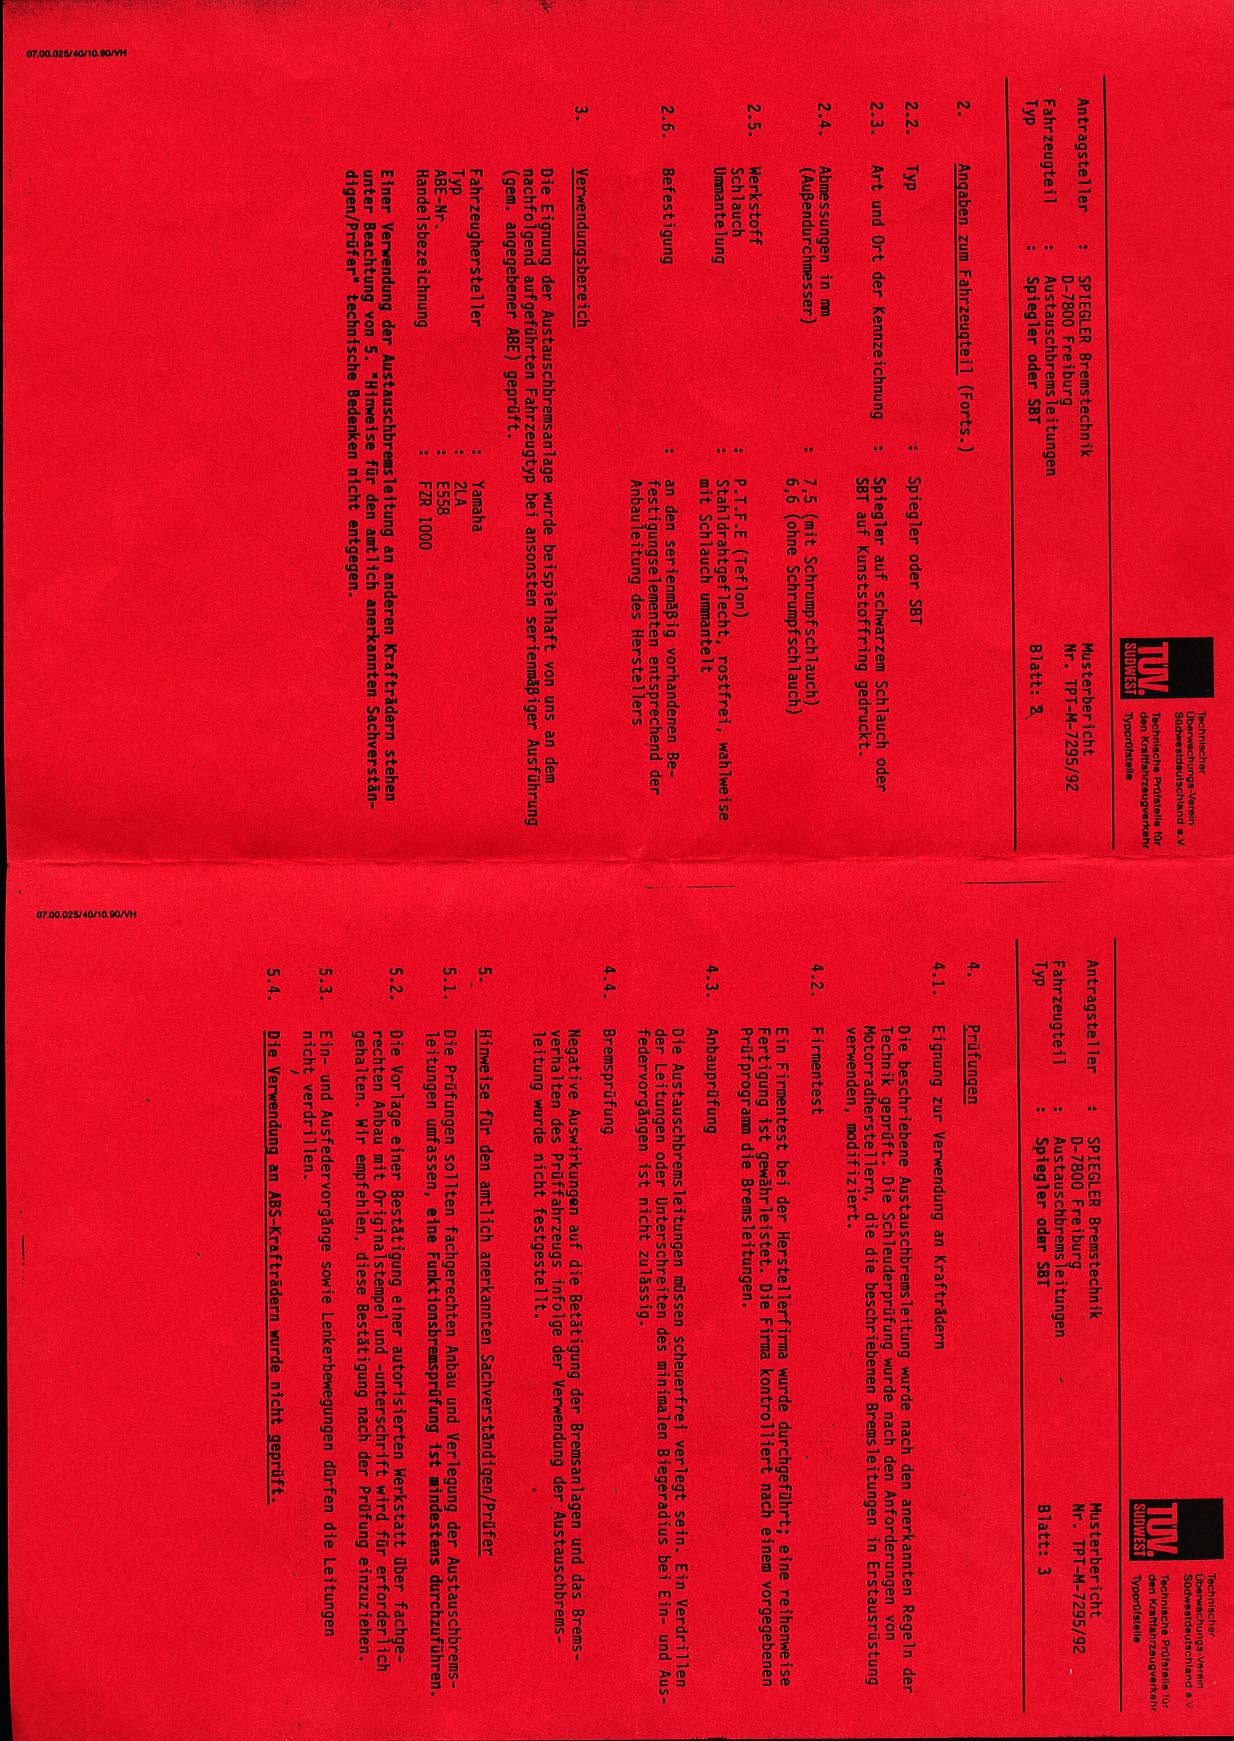 TÜV
SÜDWEST
Technischer
Überwachungs-Verein
Südwestdeutschland e.V.
Technische Prüfstelle für
den Kraftfahrzeugverkehr
Typprüfstelle
Antragsteller : SPIEGLER Bremstechnik Musterbericht
D-7800 Freiburg Nr. TPT-M-7295/92
Fahrzeugteil : Austauschbremsleitungen
Typ : Spiegler oder SBT Blatt: 2
2. Angaben zum Fahrzeugteil (Forts.)
2.2. Typ : Spiegler oder SBT
2.3. Art und Ort der Kennzeichnung : Spiegler auf schwarzem Schlauch oder
SBT auf Kunststoffring gedruckt.
2.4. Abmessungen in mm : 7,5 (mit Schrumpfschlauch)
(Außendurchmesser) 6,6 (ohne Schrumpfschlauch)
2.5. Werkstoff
Schlauch : P.T.F.E (Teflon)
Ummantelung : Stahldrahtgeflecht, rostfrei, wahlweise
mit Schlauch ummantelt
2.6. Befestigung : an den serienmäßig vorhandenen Be-
festigungselementen entsprechend der
Anbauleitung des Herstellers
3. Verwendungsbereich
Die Eignung der Austauschbremsanlage wurde beispielhaft von uns an dem
nachfolgend aufgeführten Fahrzeugtyp bei ansonsten serienmäßiger Ausführung
(gem. angegebener ABE) geprüft.
Fahrzeughersteller : Yamaha
Typ : 2LA
ABE-Nr. : E558
Handelsbezeichnung : FZR 1000
Einer Verwendung der Austauschbremsleitung an anderen Krafträdern stehen
unter Beachtung von 5. "Hinweise für den amtlich anerkannten Sachverstän-
digen/Prüfer" technische Bedenken nicht entgegen.
07.00.025/40/10.90/VH
TÜV
SÜDWEST
Technischer
Überwachungs-Verein
Südwestdeutschland e.V.
Technische Prüfstelle für
den Kraftfahrzeugverkehr
Typprüfstelle
Antragsteller : SPIEGLER Bremstechnik Musterbericht
D-7800 Freiburg Nr. TPT-M-7295/92
Fahrzeugteil : Austauschbremsleitungen
Typ : Spiegler oder SBT Blatt: 3
4. Prüfungen
4.1. Eignung zur Verwendung an Krafträdern
Die beschriebene Austauschbremsleitung wurde nach den anerkannten Regeln der
Technik geprüft. Die Schleuderprüfung wurde nach den Anforderungen von
Motorradherstellern, die die beschriebenen Bremsleitungen in Erstausrüstung
verwenden, modifiziert.
4.2. Firmentest
Ein Firmentest bei der Herstellerfirma wurde durchgeführt; eine reihenweise
Fertigung ist gewährleistet. Die Firma kontrolliert nach einem vorgegebenen
Prüfprogramm die Bremsleitungen.
4.3. Anbauprüfung
Die Austauschbremsleitungen müssen scheuerfrei verlegt sein. Ein Verdrillen
der Leitungen oder Unterschreiten des minimalen Biegeradius bei Ein- und Aus-
federvorgängen ist nicht zulässig.
4.4. Bremsprüfung
Negative Auswirkungen auf die Betätigung der Bremsanlagen und das Brems-
verhalten des Prüffahrzeugs infolge der Verwendung der Austauschbrems-
leitung wurde nicht festgestellt.
5. Hinweise für den amtlich anerkannten Sachverständigen/Prüfer
5.1. Die Prüfungen sollten fachgerechten Anbau und Verlegung der Austauschbrems-
leitungen umfassen, eine Funktionsbremsprüfung ist mindestens durchzuführen.
5.2. Die Vorlage einer Bestätigung einer autorisierten Werkstatt über fachge-
rechten Anbau mit Originalstempel und -unterschrift wird für erforderlich
gehalten. Wir empfehlen, diese Bestätigung nach der Prüfung einzuziehen.
5.3. Ein- und Ausfedervorgänge sowie Lenkerbewegungen dürfen die Leitungen
nicht verdrillen.
5.4. Die Verwendung an ABS-Krafträdern wurde nicht geprüft.
07.00.025/40/10.90/VH